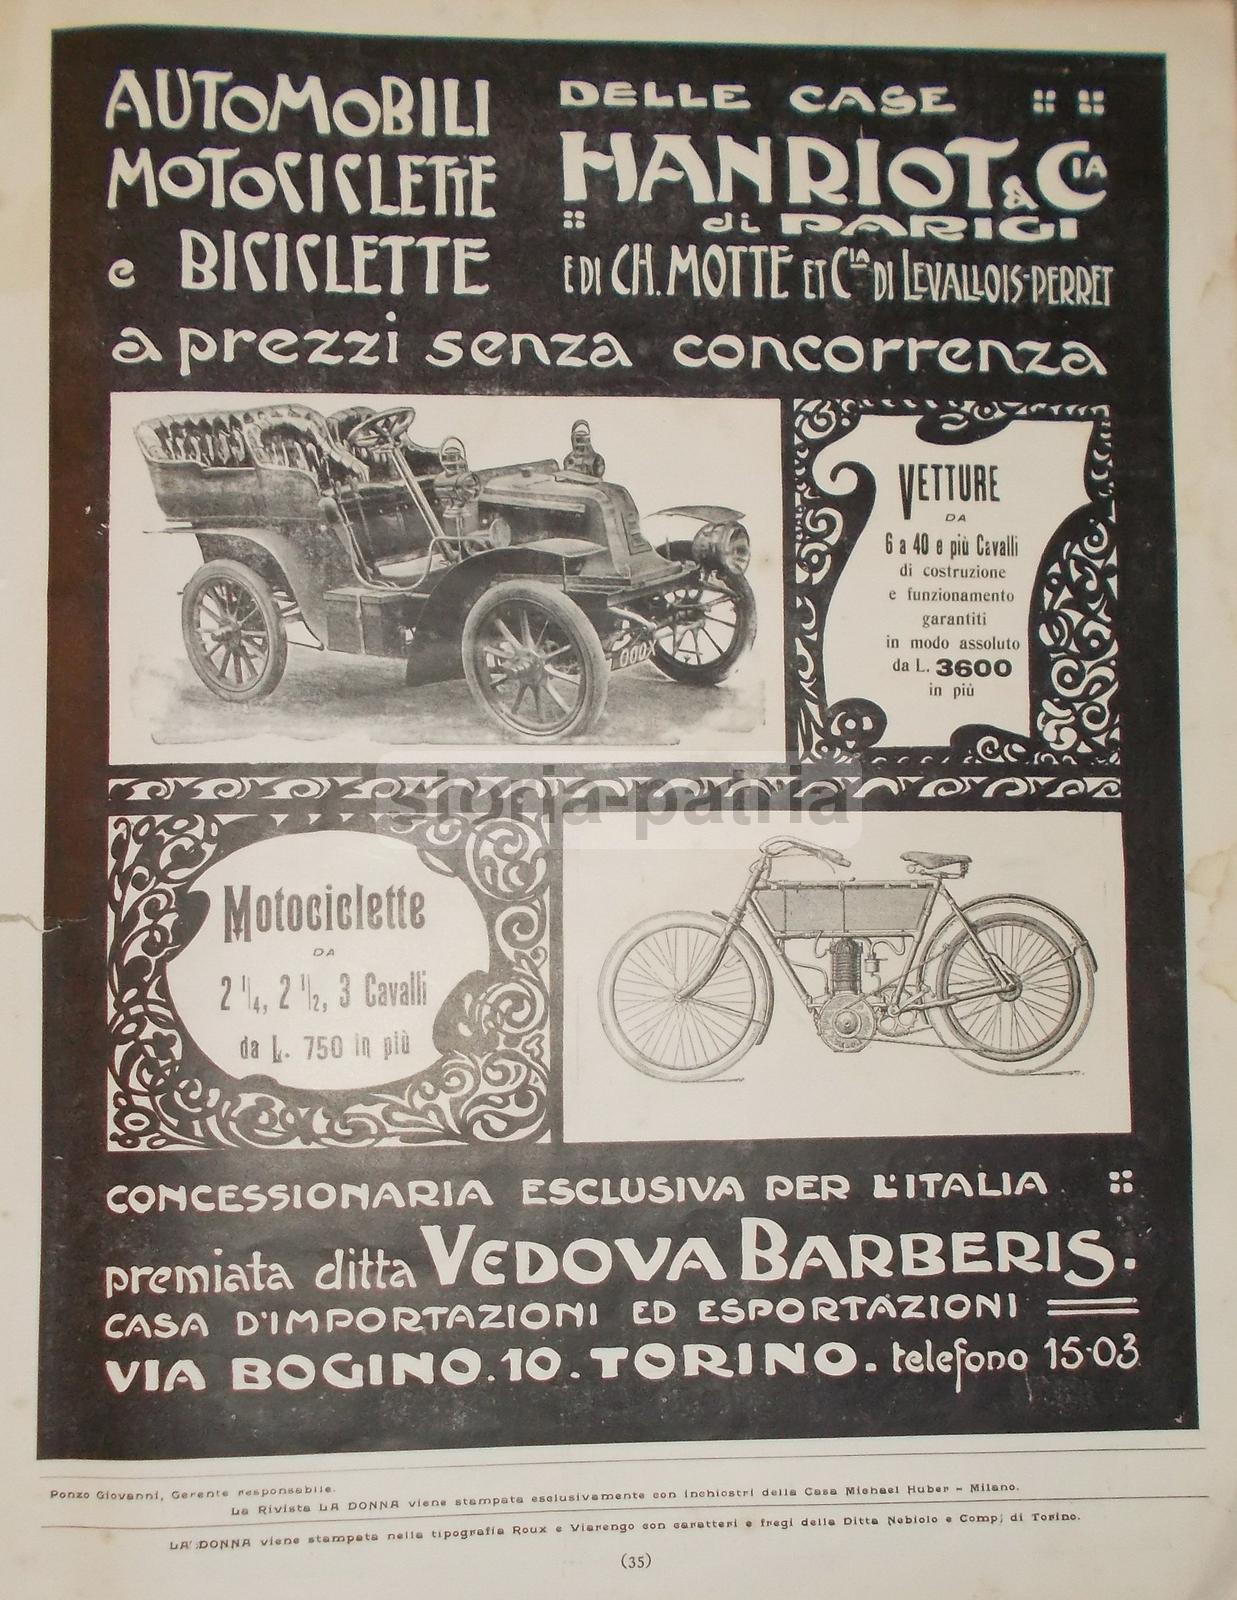 AUTOMOBILI
MOTOCICLETTE
e BICICLETTE
DELLE CASE
HANRIOT & CIA
di PARIGI
E DI CH. MOTTE ET CIA DI LEVALLOIS-PERRET
a prezzi senza concorrenza
VETTURE
DA
6 a 40 e più Cavalli
di costruzione
e funzionamento
garantiti
in modo assoluto
da L. 3600
in più
000X
storia-patria
Motociclette
DA
2 1/4, 2 1/2, 3 Cavalli
da L. 750 in più
CONCESSIONARIA ESCLUSIVA PER L'ITALIA
premiata ditta VEDOVA BARBERIS.
CASA D'IMPORTAZIONI ED ESPORTAZIONI
VIA BOGINO. 10. TORINO. telefono 15-03
Ponzo Giovanni, Gerente responsabile.
La Rivista LA DONNA viene stampata esclusivamente con inchiostri della Casa Michael Huber - Milano.
LA DONNA viene stampata nella tipografia Roux e Viarengo con caratteri e fregi della Ditta Nebiolo e Comp. di Torino.
(35)